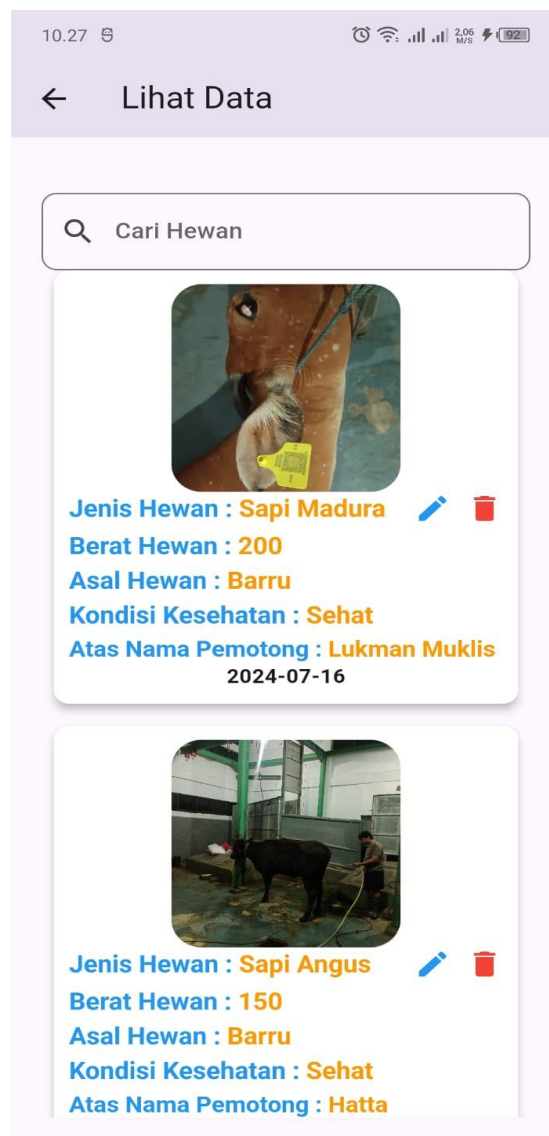 10.27
2,06
M/S
92
Lihat Data
Cari Hewan
Jenis Hewan : Sapi Madura
Berat Hewan : 200
Asal Hewan : Barru
Kondisi Kesehatan : Sehat
Atas Nama Pemotong : Lukman Muklis
2024-07-16
Jenis Hewan : Sapi Angus
Berat Hewan : 150
Asal Hewan : Barru
Kondisi Kesehatan : Sehat
Atas Nama Pemotong : Hatta